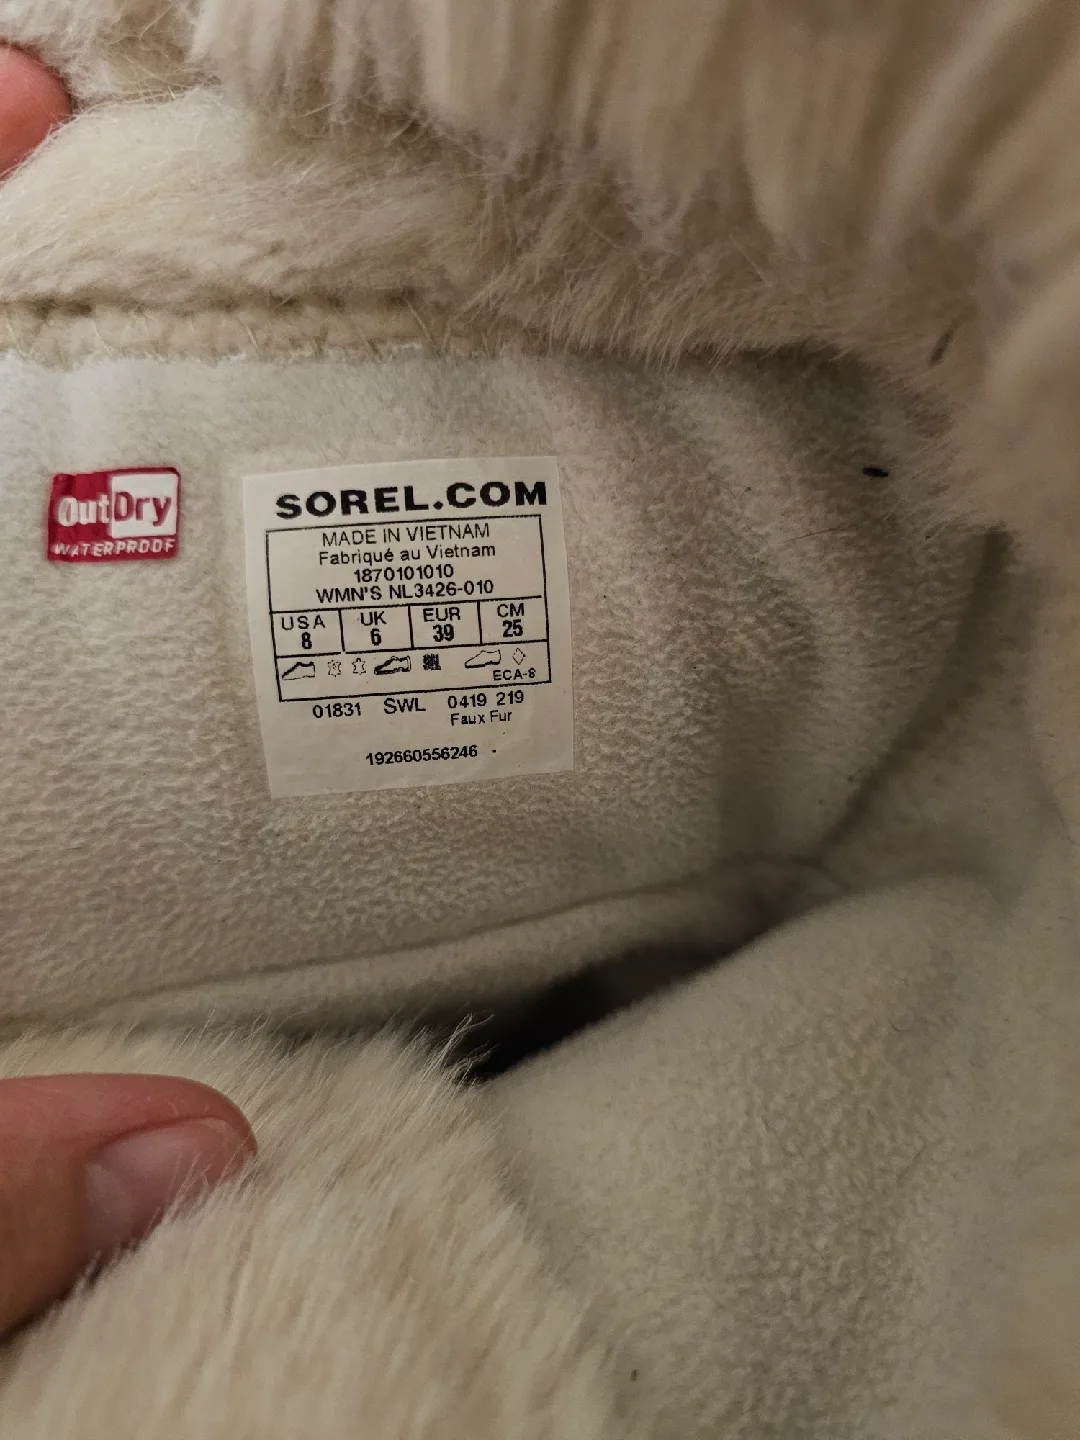 OutDry
WATERPROOF
SOREL.COM
MADE IN VIETNAM
Fabriqué au Vietnam
1870101010
WMN'S NL3426-010
USA UK EUR CM
8 6 39 25
ECA-8
01831 SWL 0419 219
Faux Fur
192660556246